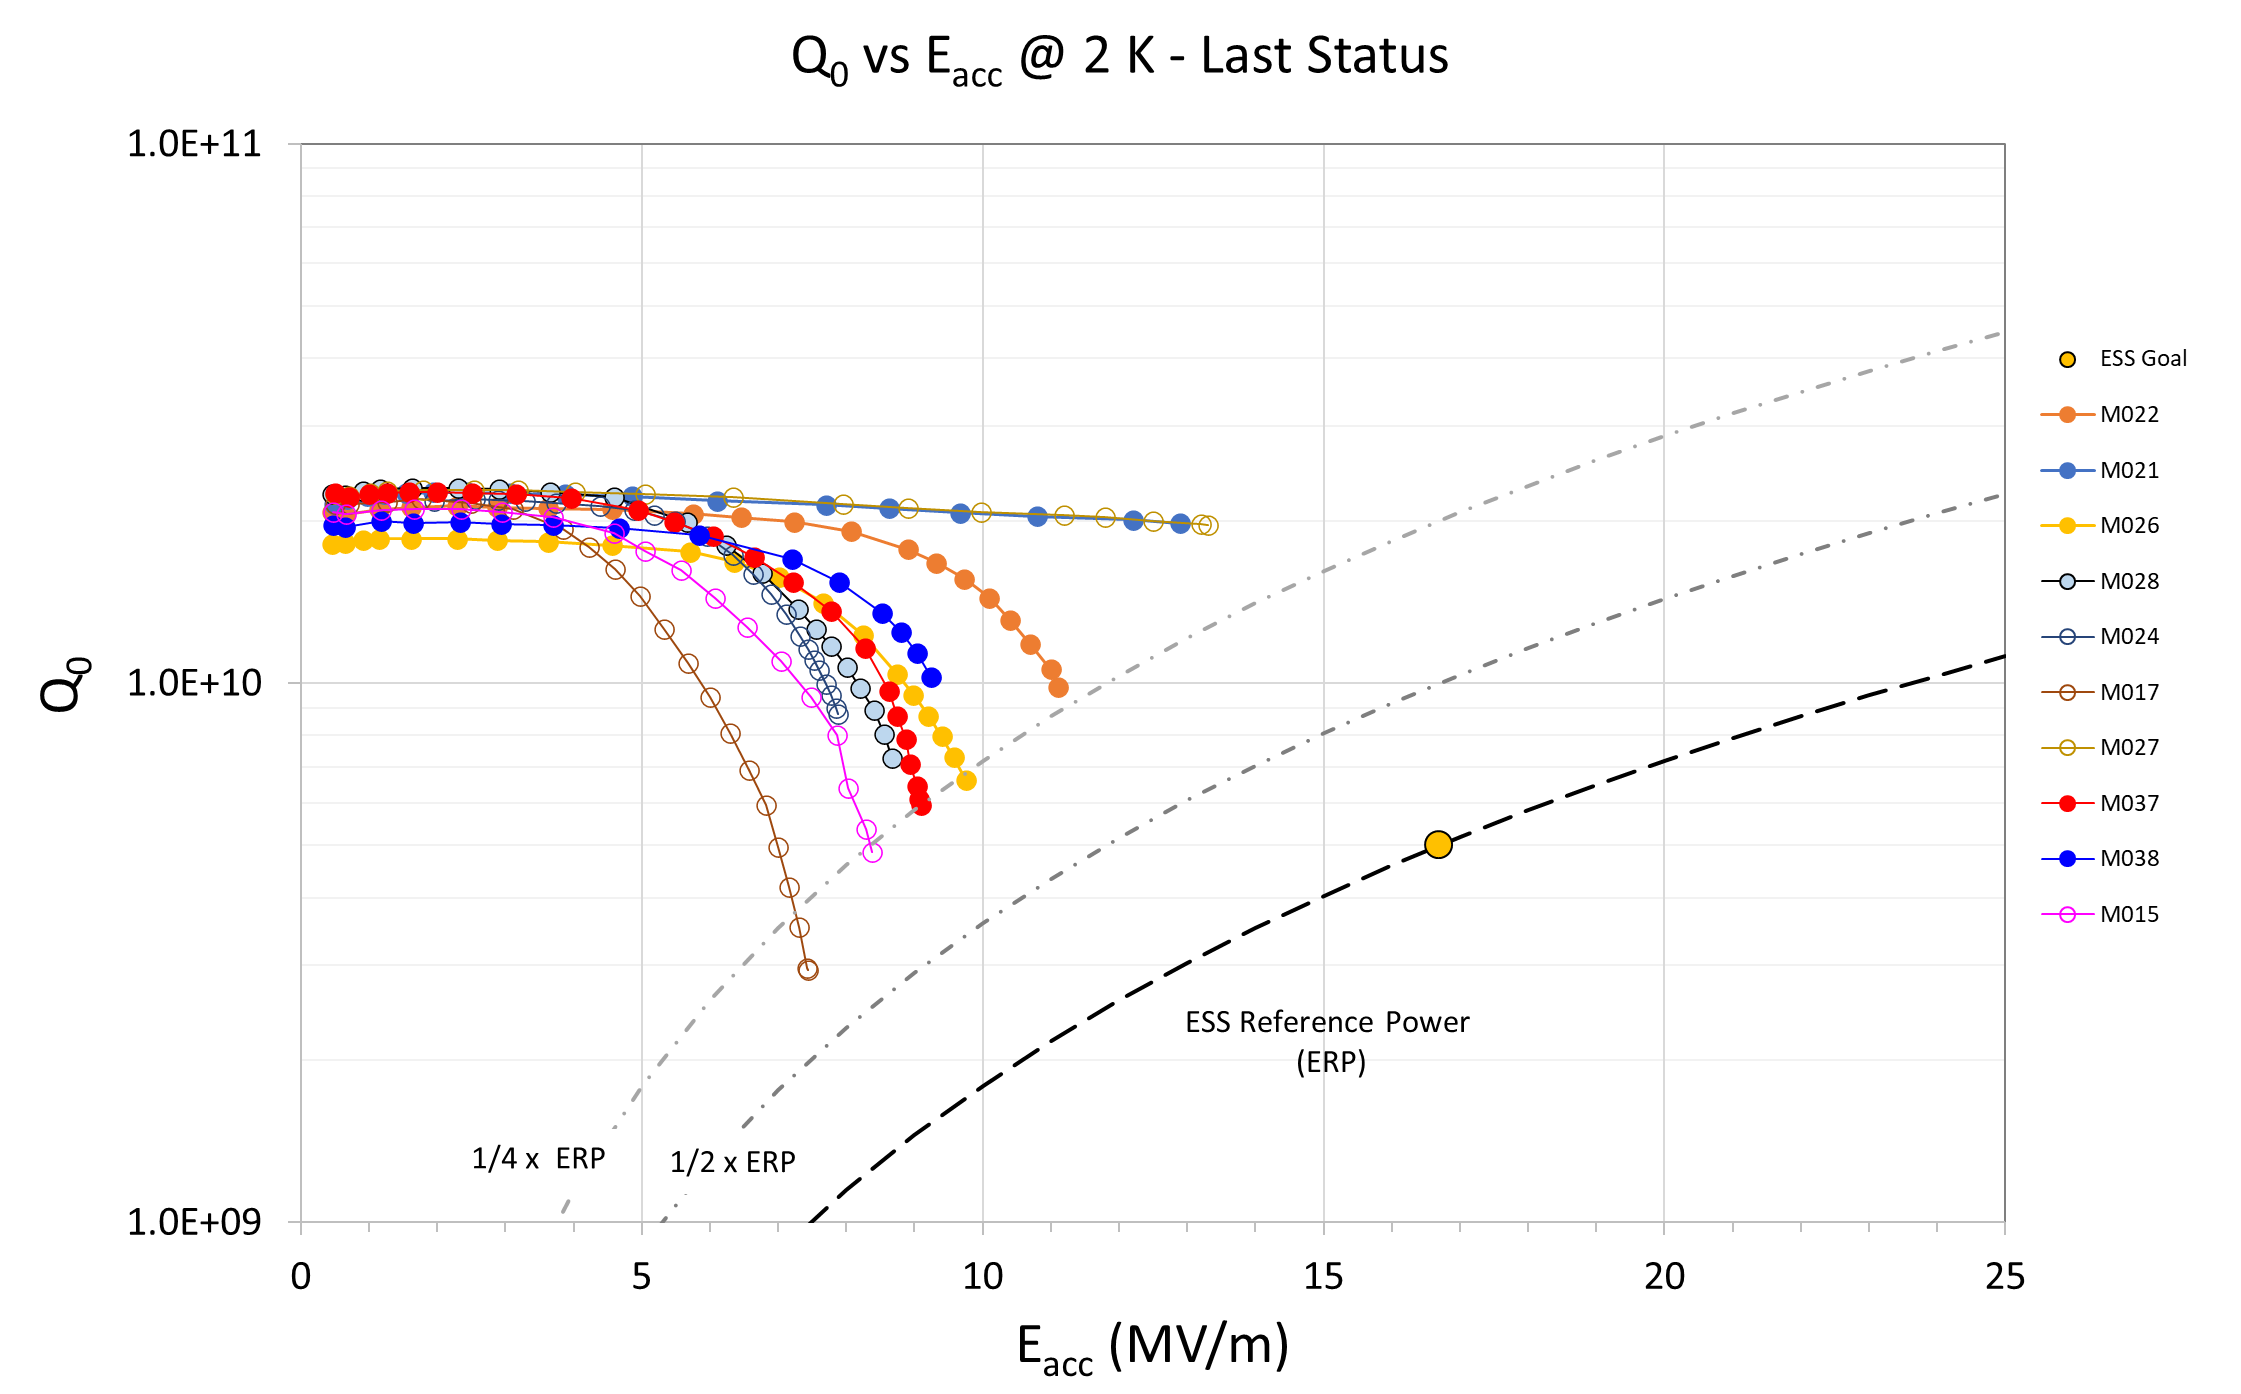 Q0 vs Eacc @ 2 K - Last Status
1.0E+11
1.0E+10
1.0E+09
Q0
0 5 10 15 20 25
Eacc (MV/m)
1/4 x ERP
1/2 x ERP
ESS Reference Power
(ERP)
ESS Goal
M022
M021
M026
M028
M024
M017
M027
M037
M038
M015